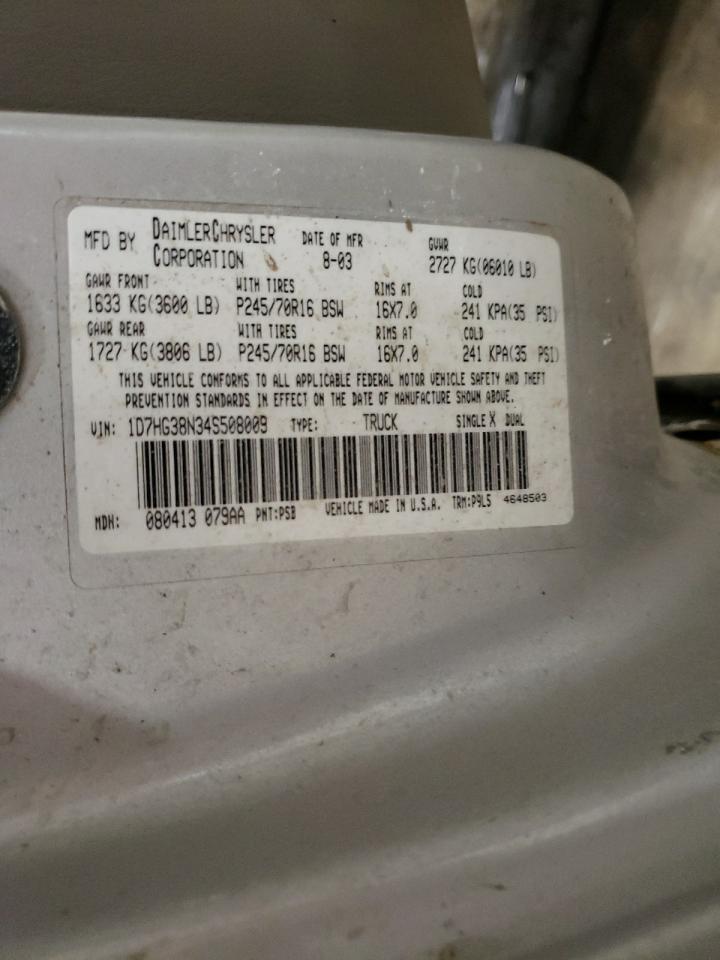 MFD BY DAIMLERCHRYSLER CORPORATION DATE OF MFR 8-03 GVWR 2727 KG(06010 LB)
GAWR FRONT WITH TIRES RIMS AT COLD
1633 KG(3600 LB) P245/70R16 BSW 16X7.0 241 KPA(35 PSI)
GAWR REAR WITH TIRES RIMS AT COLD
1727 KG(3806 LB) P245/70R16 BSW 16X7.0 241 KPA(35 PSI)
THIS VEHICLE CONFORMS TO ALL APPLICABLE FEDERAL MOTOR VEHICLE SAFETY AND THEFT
PREVENTION STANDARDS IN EFFECT ON THE DATE OF MANUFACTURE SHOWN ABOVE.
VIN: 1D7HG38N34S508009 TYPE: TRUCK SINGLE X DUAL
MDH: 080413 079AA PNT:PSB VEHICLE MADE IN U.S.A. TRM:P9L5 4648503